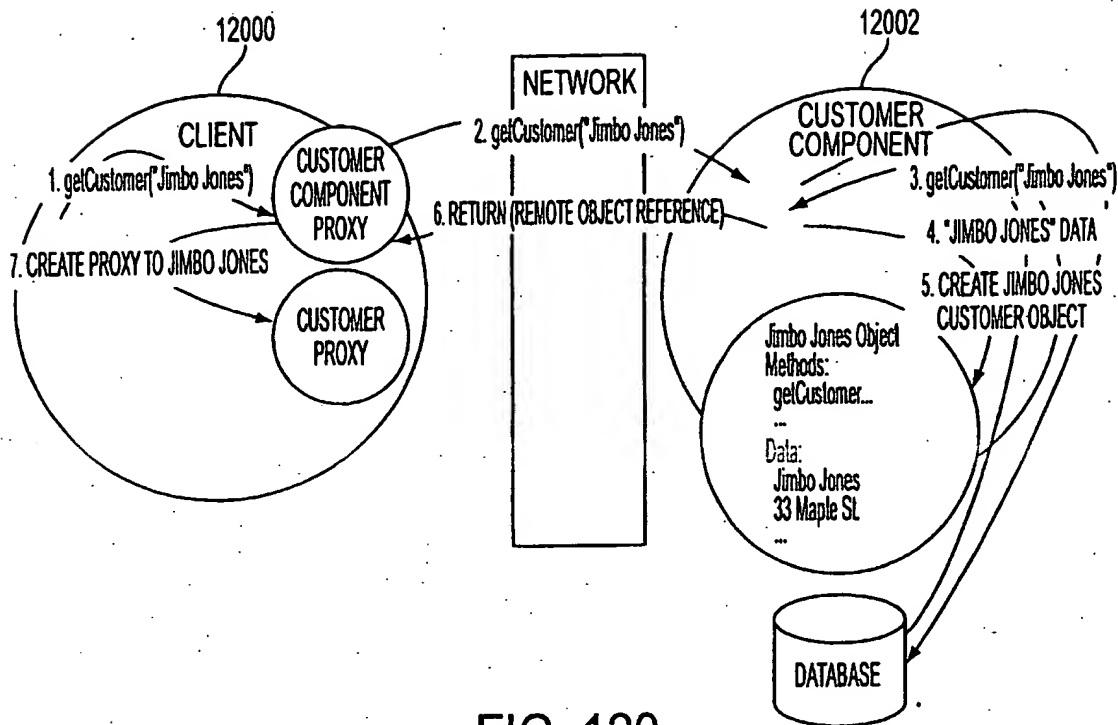 12000
12002
NETWORK
CLIENT
1. getCustomer("Jimbo Jones")
CUSTOMER
COMPONENT
PROXY
7. CREATE PROXY TO JIMBO JONES
CUSTOMER
PROXY
2. getCustomer("Jimbo Jones")
6. RETURN (REMOTE OBJECT REFERENCE)
CUSTOMER
COMPONENT
3. getCustomer("Jimbo Jones")
4. "JIMBO JONES" DATA
5. CREATE JIMBO JONES
CUSTOMER OBJECT
Jimbo Jones Object
Methods:
getCustomer...
...
Data:
Jimbo Jones
33 Maple St.
...
DATABASE
FIG. 120